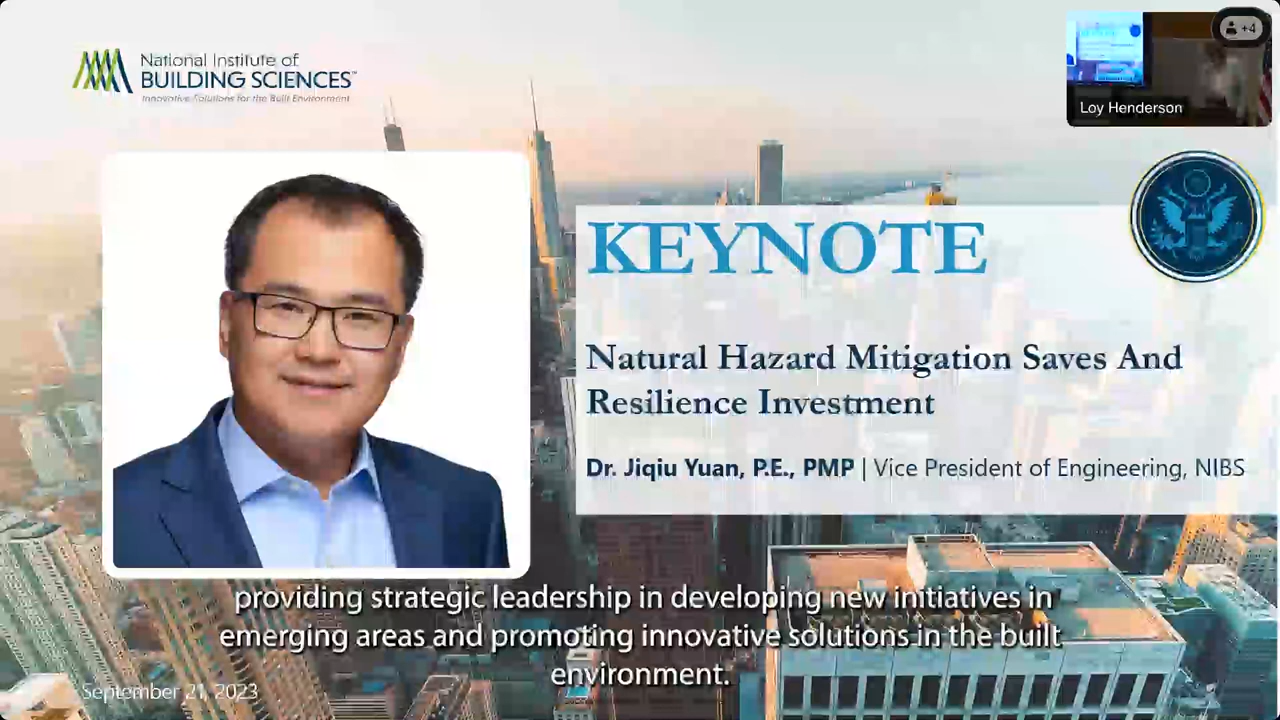 National Institute of
BUILDING SCIENCES™
Innovative Solutions for the Built Environment
+4
Loy Henderson
KEYNOTE
Natural Hazard Mitigation Saves And
Resilience Investment
Dr. Jiqiu Yuan, P.E., PMP | Vice President of Engineering, NIBS
providing strategic leadership in developing new initiatives in
emerging areas and promoting innovative solutions in the built
environment.
September 21, 2023